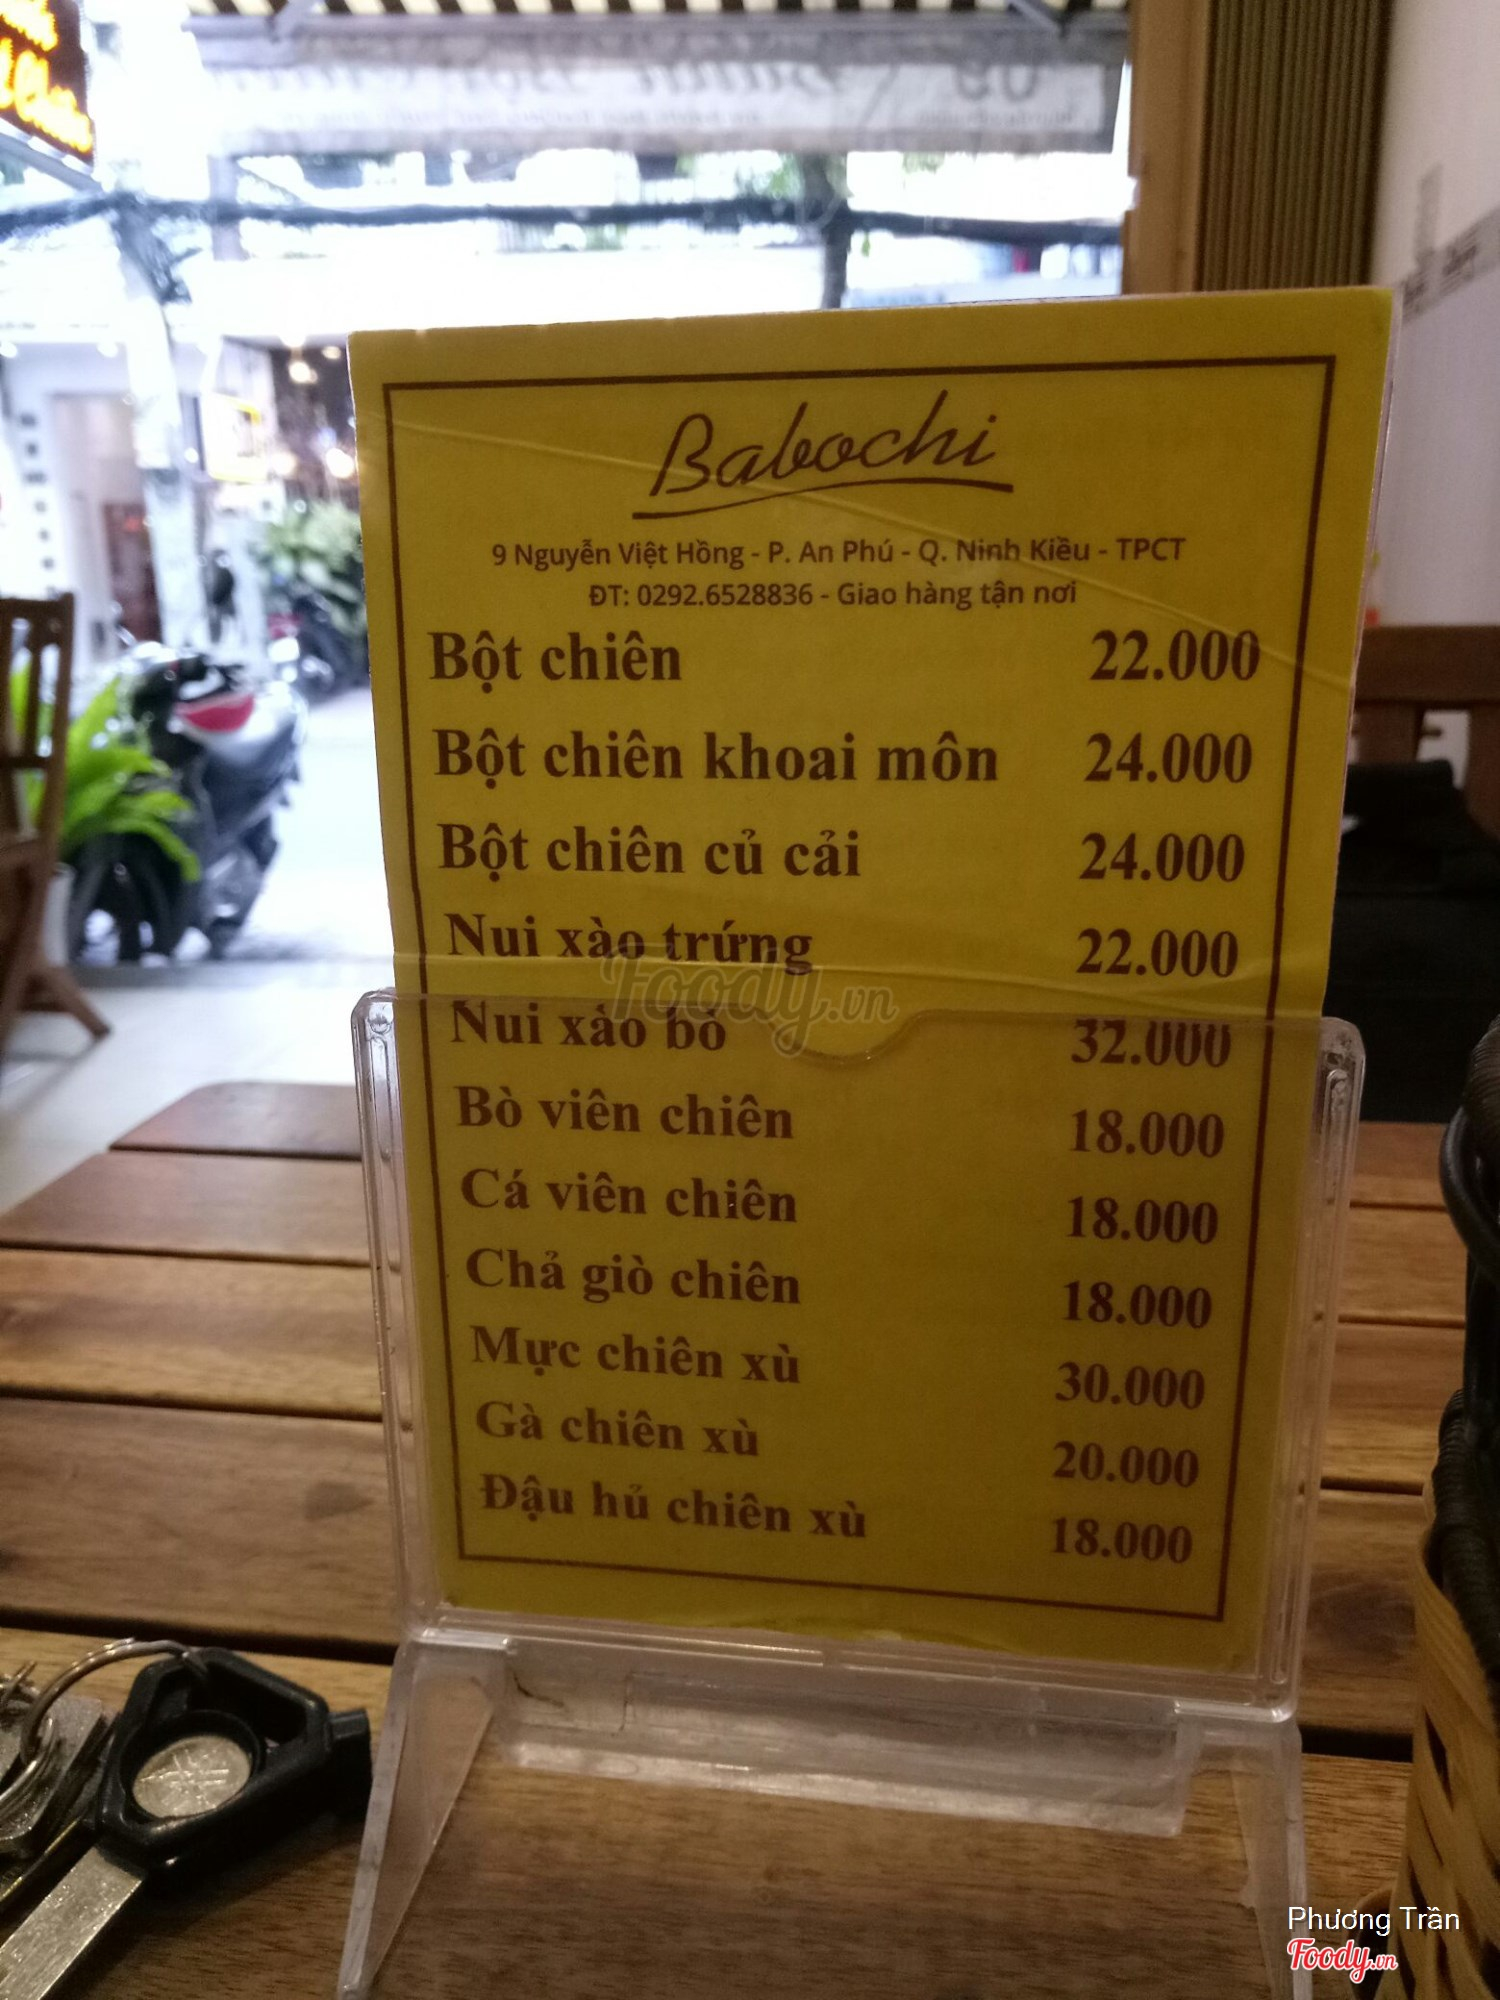 Babochi
9 Nguyễn Việt Hồng - P. An Phú - Q. Ninh Kiều - TPCT
ĐT: 0292.6528836 - Giao hàng tận nơi
Bột chiên 22.000
Bột chiên khoai môn 24.000
Bột chiên củ cải 24.000
Nui xào trứng 22.000
Nui xào bò 32.000
Bò viên chiên 18.000
Cá viên chiên 18.000
Chả giò chiên 18.000
Mực chiên xù 30.000
Gà chiên xù 20.000
Đậu hủ chiên xù 18.000
Foody.vn
Phương Trần
Foody.vn